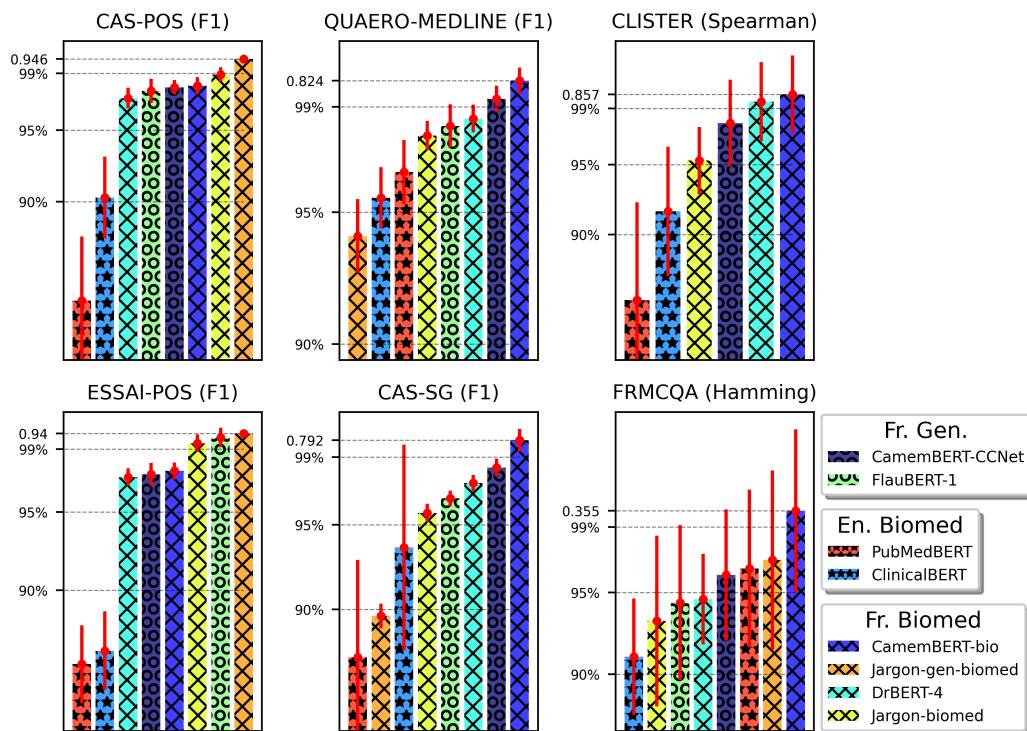 CAS-POS (F1)
0.946
99%
95%
90%
QUAERO-MEDLINE (F1)
0.824
99%
95%
90%
CLISTER (Spearman)
0.857
99%
95%
90%
ESSAI-POS (F1)
0.94
99%
95%
90%
CAS-SG (F1)
0.792
99%
95%
90%
FRMCQA (Hamming)
0.355
99%
95%
90%
Fr. Gen.
CamemBERT-CCNet
FlauBERT-1
En. Biomed
PubMedBERT
ClinicalBERT
Fr. Biomed
CamemBERT-bio
Jargon-gen-biomed
DrBERT-4
Jargon-biomed